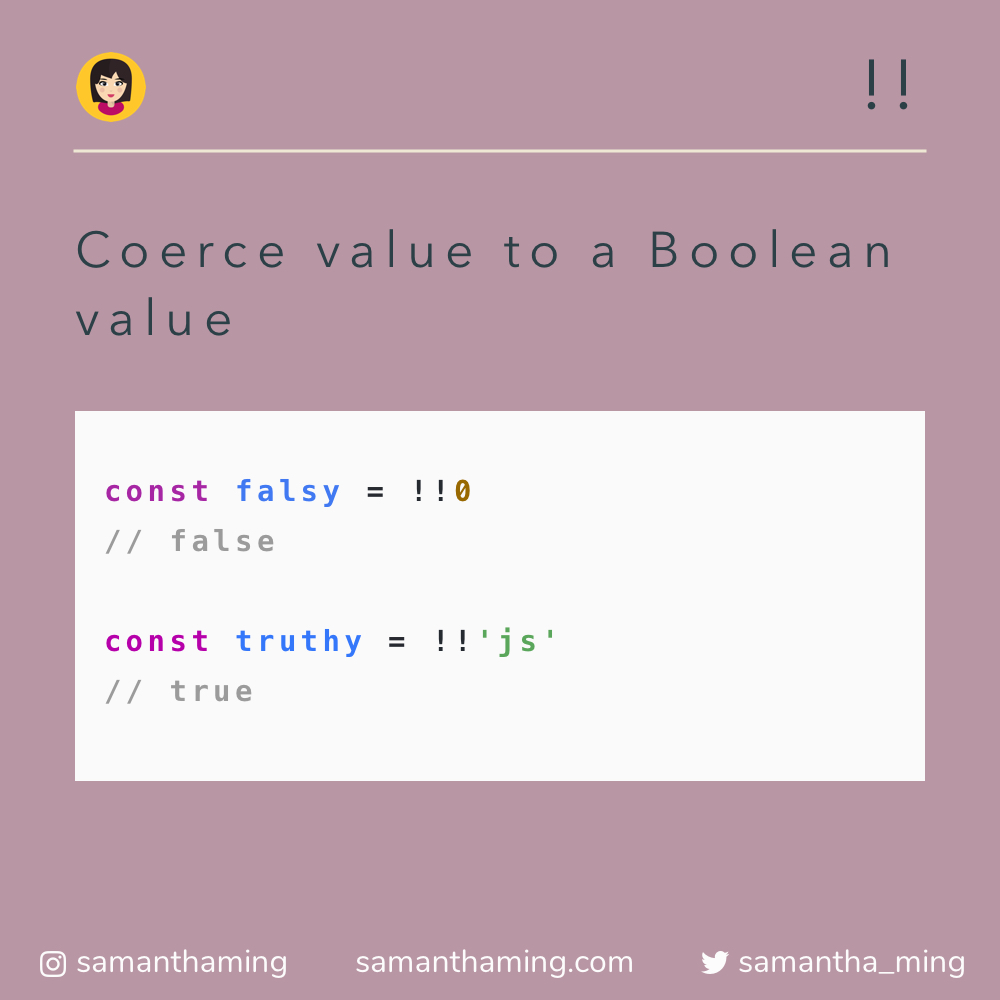 !!
Coerce value to a Boolean
value
const falsy = !!0
// false
const truthy = !!'js'
// true
samanthaming samanthaming.com samantha_ming